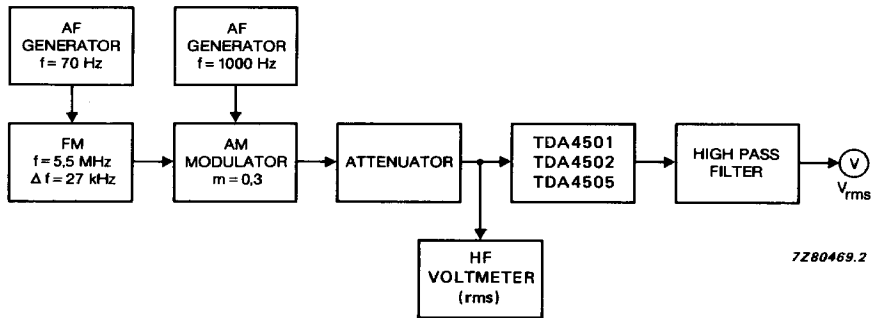 AF
GENERATOR
f = 70 Hz
AF
GENERATOR
f = 1000 Hz
FM
f = 5,5 MHz
Δ f = 27 kHz
AM
MODULATOR
m = 0,3
ATTENUATOR
TDA4501
TDA4502
TDA4505
HIGH PASS
FILTER
V
Vrms
HF
VOLTMETER
(rms)
7Z80469.2